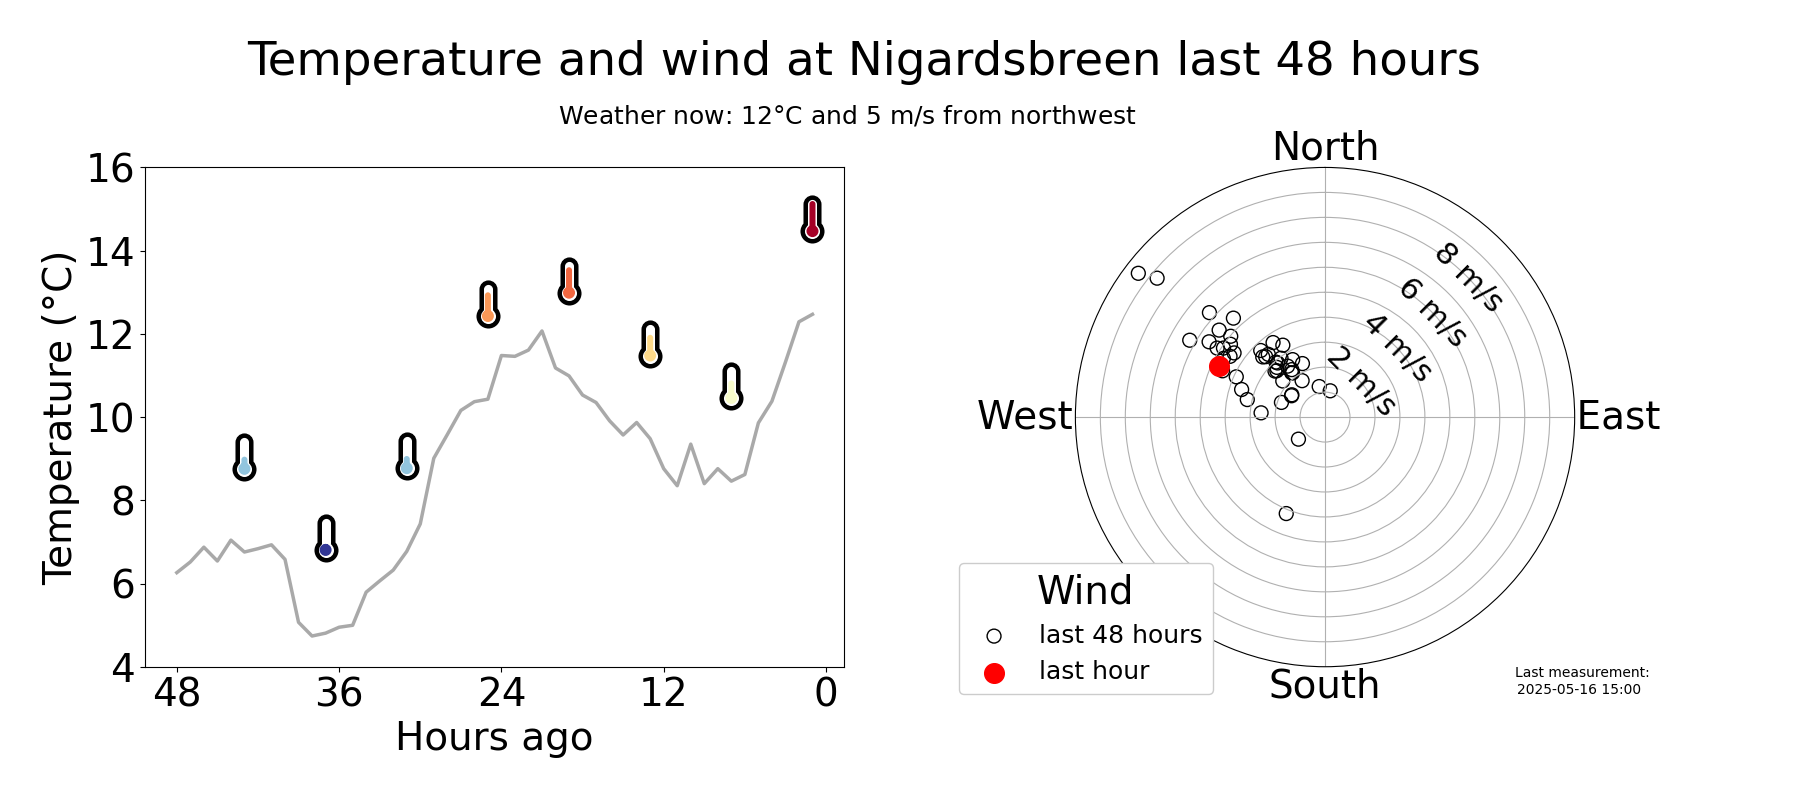 Temperature and wind at Nigardsbreen last 48 hours
Weather now: 12°C and 5 m/s from northwest
Temperature (°C)
16
14
12
10
8
6
4
48
36
24
12
0
Hours ago
North
West
East
South
8 m/s
6 m/s
4 m/s
2 m/s
Wind
last 48 hours
last hour
Last measurement:
2025-05-16 15:00